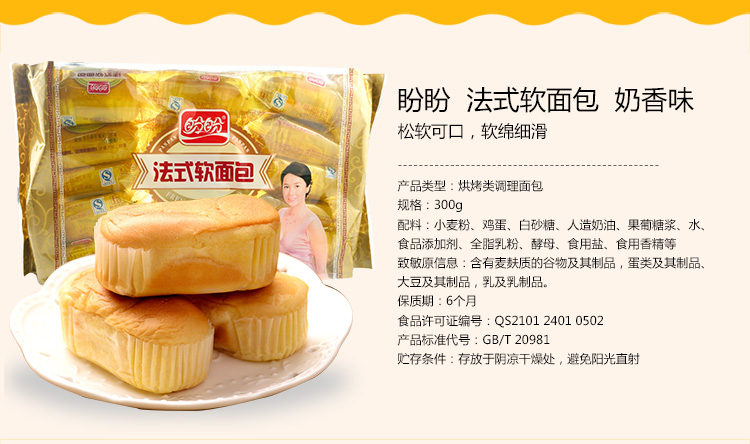 盼盼
法式软面包
盼盼 法式软面包 奶香味
松软可口，软绵细滑
产品类型：烘烤类调理面包
规格：300g
配料：小麦粉、鸡蛋、白砂糖、人造奶油、果葡糖浆、水、
食品添加剂、全脂乳粉、酵母、食用盐、食用香精等
致敏原信息：含有麦麸质的谷物及其制品，蛋类及其制品、
大豆及其制品，乳及乳制品。
保质期：6个月
食品许可证编号：QS2101 2401 0502
产品标准代号：GB/T 20981
贮存条件：存放于阴凉干燥处，避免阳光直射